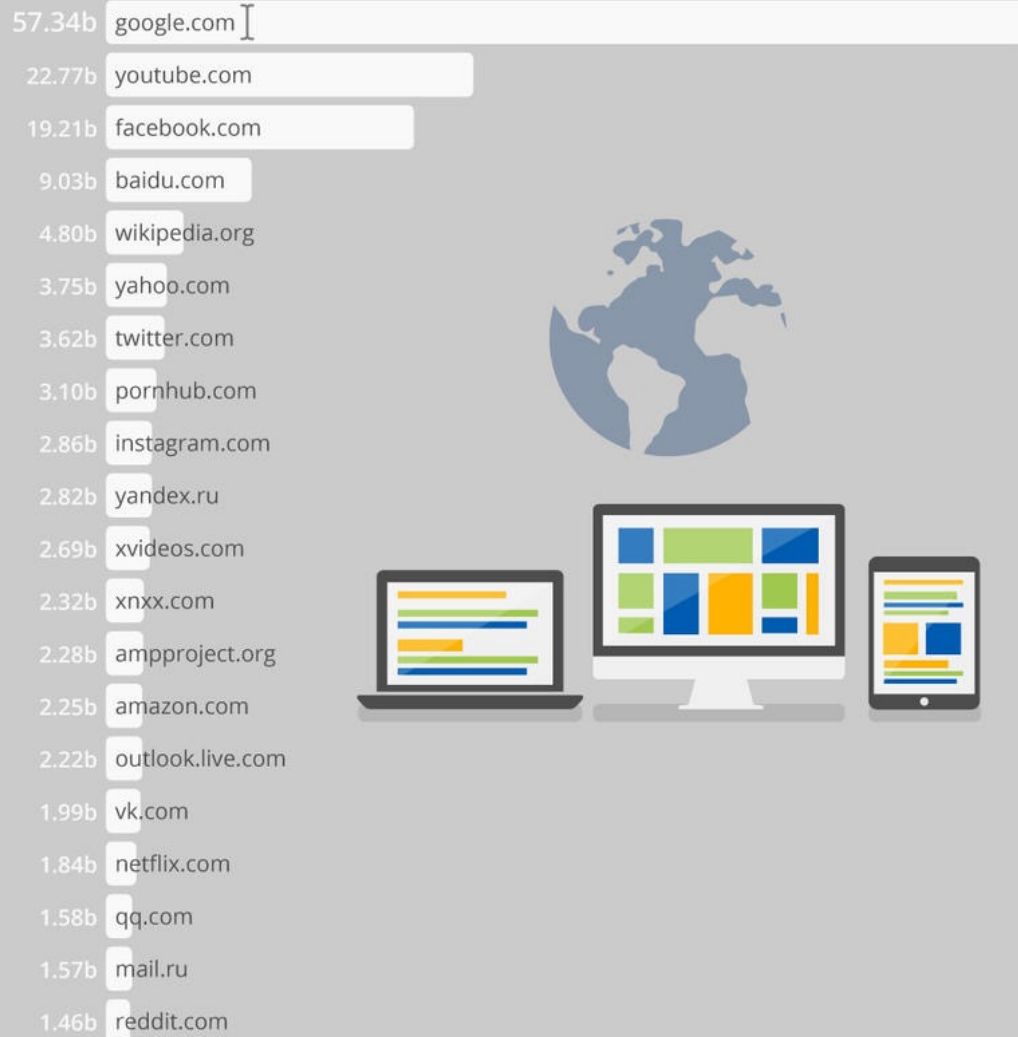 57.34b google.com
22.77b youtube.com
19.21b facebook.com
9.03b baidu.com
4.80b wikipedia.org
3.75b yahoo.com
3.62b twitter.com
3.10b pornhub.com
2.86b instagram.com
2.82b yandex.ru
2.69b xvideos.com
2.32b xnxx.com
2.28b ampproject.org
2.25b amazon.com
2.22b outlook.live.com
1.99b vk.com
1.84b netflix.com
1.58b qq.com
1.57b mail.ru
1.46b reddit.com